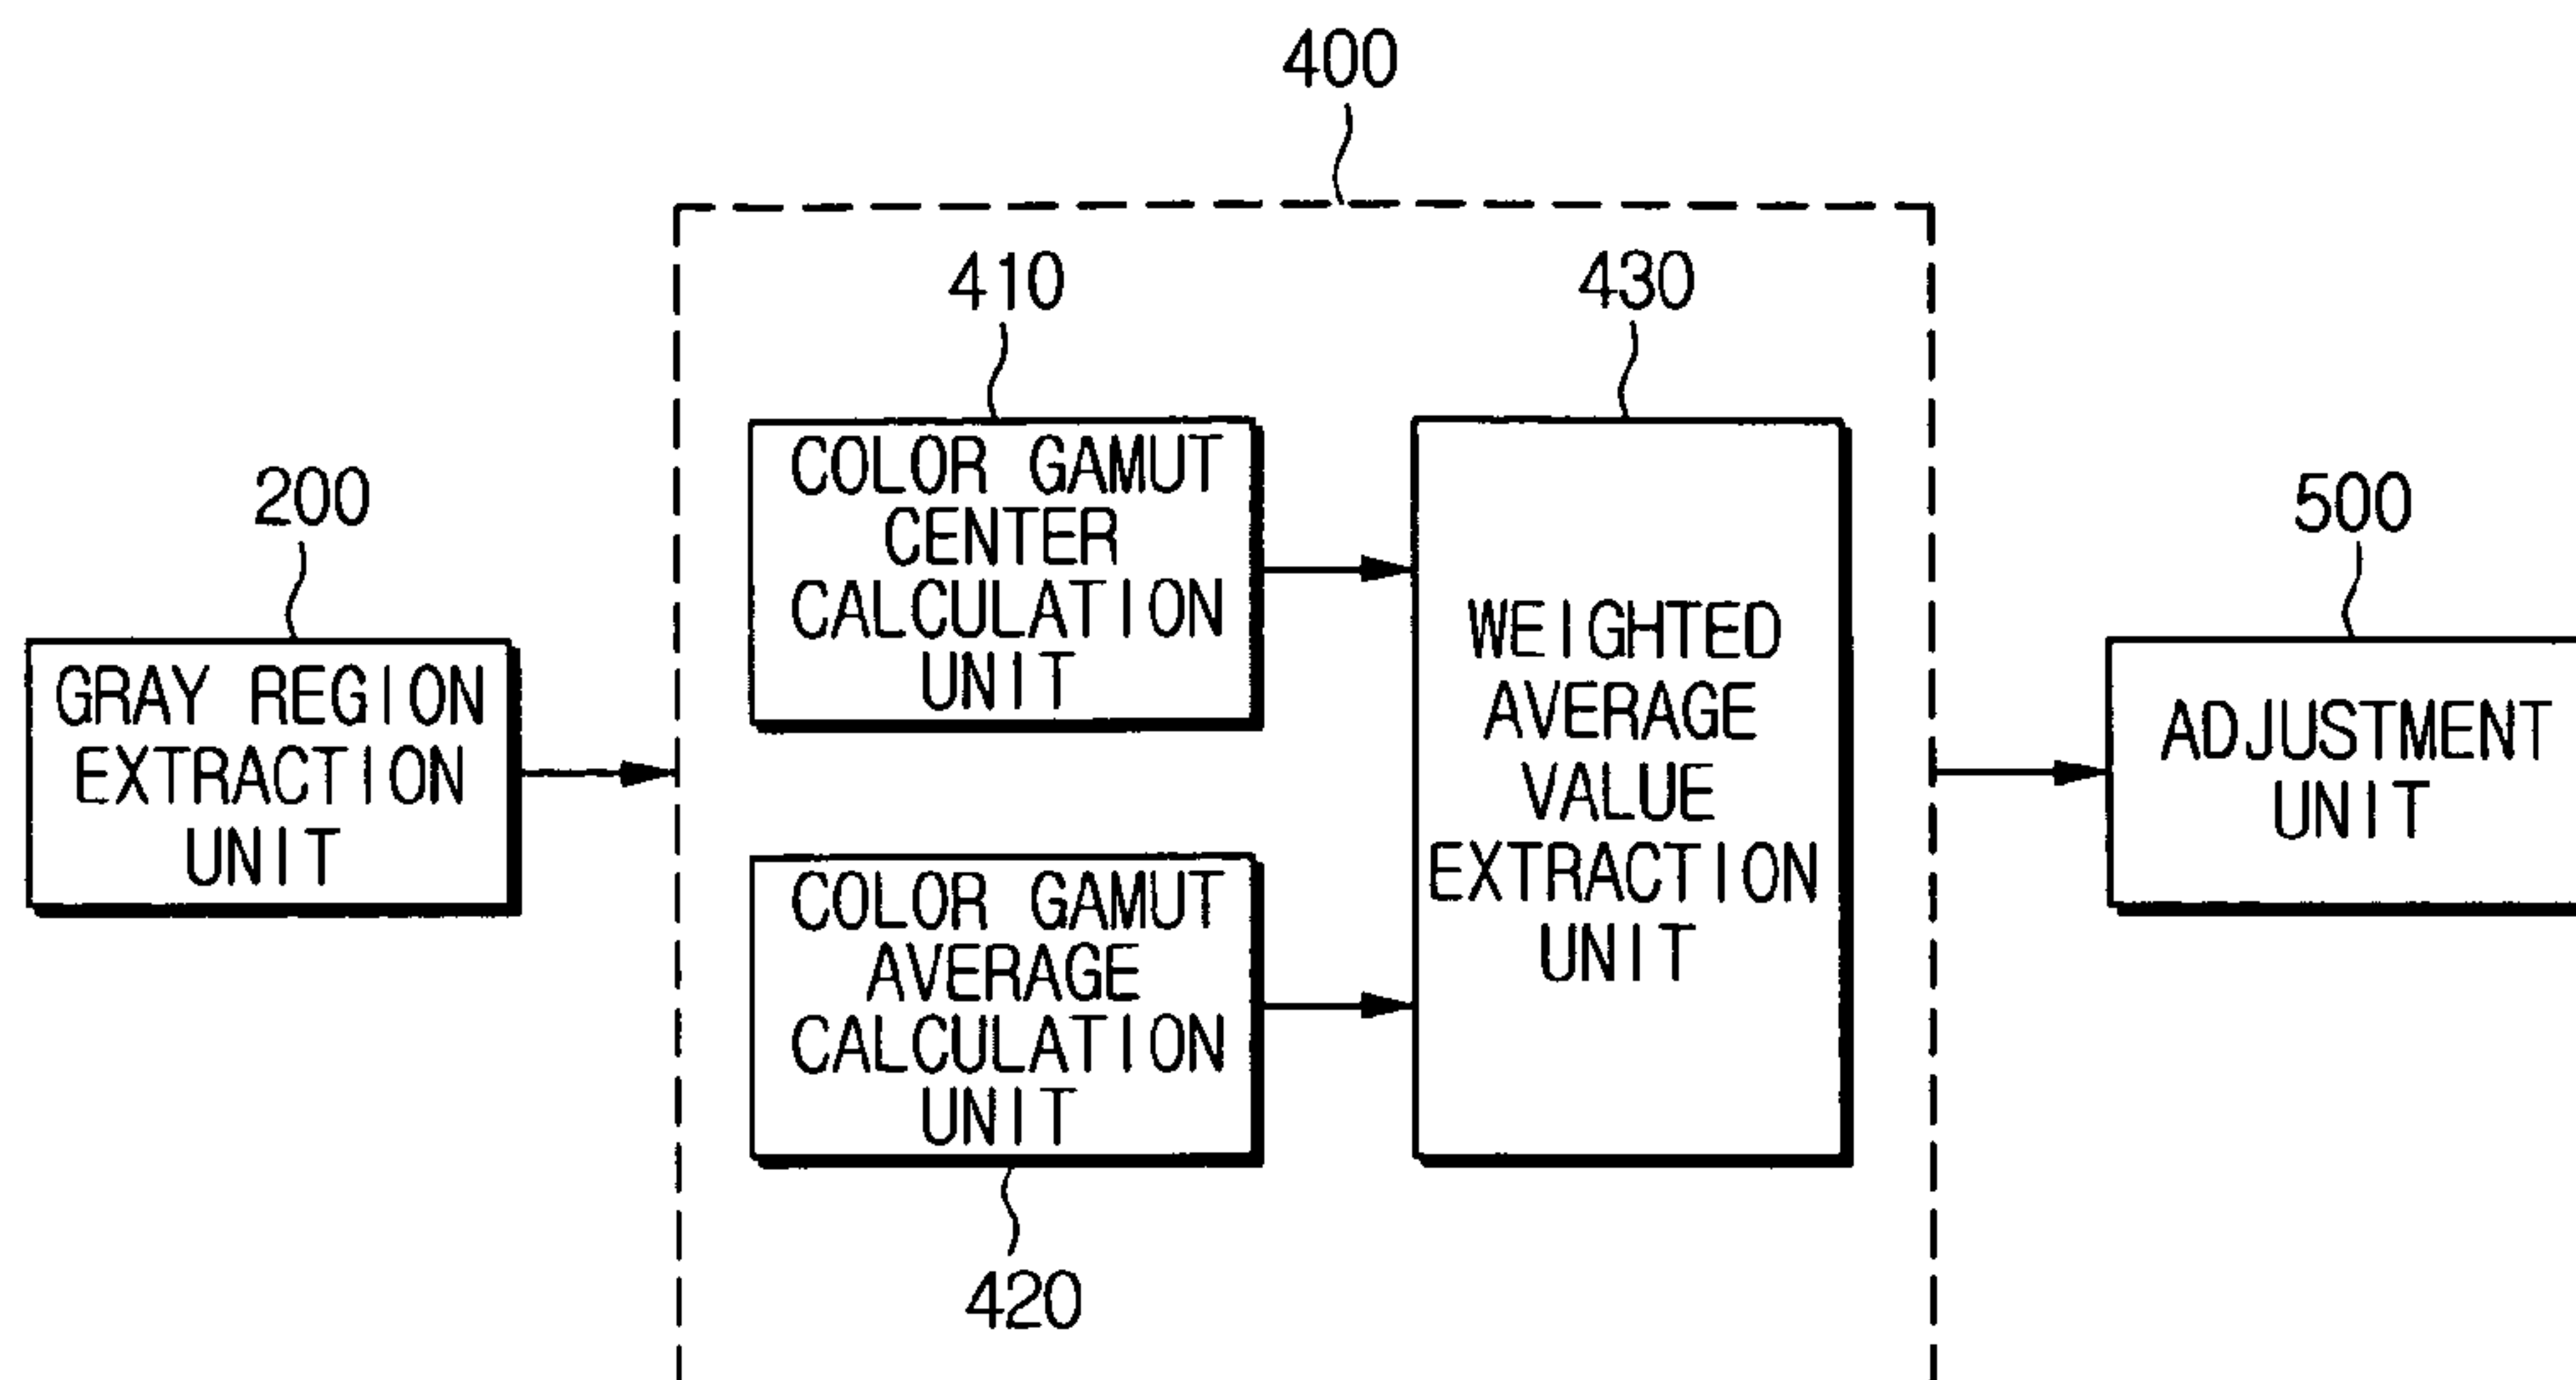 400
410
430
200
500
COLOR GAMUT
CENTER
CALCULATION
UNIT
GRAY REGION
EXTRACTION
UNIT
WEIGHTED
AVERAGE
VALUE
EXTRACTION
UNIT
ADJUSTMENT
UNIT
COLOR GAMUT
AVERAGE
CALCULATION
UNIT
420